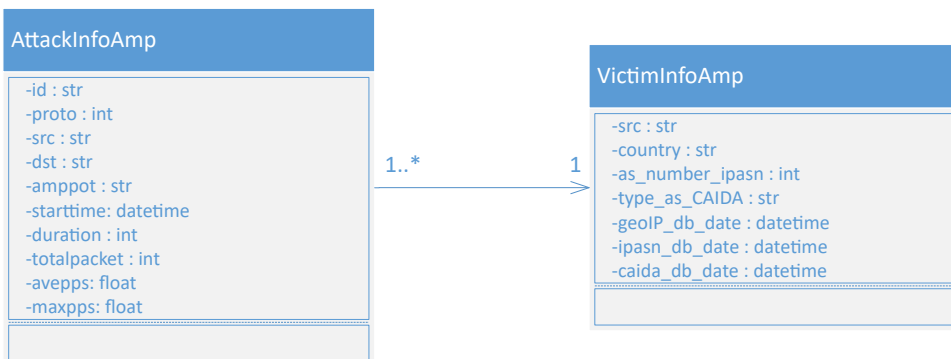 AttackInfoAmp
-id : str
-proto : int
-src : str
-dst : str
-amppot : str
-starttime: datetime
-duration : int
-totalpacket : int
-avepps: float
-maxpps: float
1..*
1
VictimInfoAmp
-src : str
-country : str
-as_number_ipasn : int
-type_as_CAIDA : str
-geoIP_db_date : datetime
-ipasn_db_date : datetime
-caida_db_date : datetime